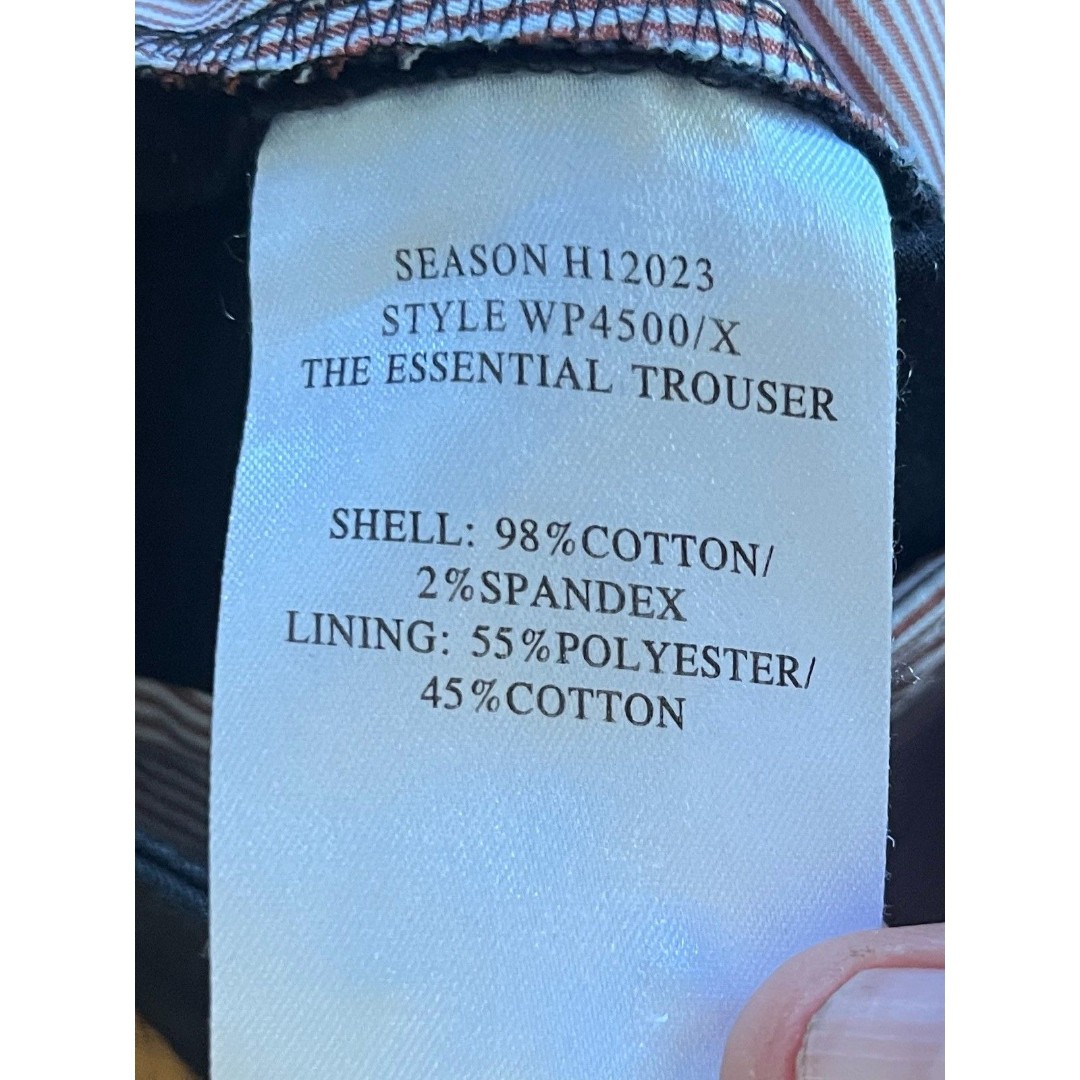 SEASON H12023
STYLE WP4500/X
THE ESSENTIAL TROUSER
SHELL: 98%COTTON/
2%SPANDEX
LINING: 55%POLYESTER/
45%COTTON